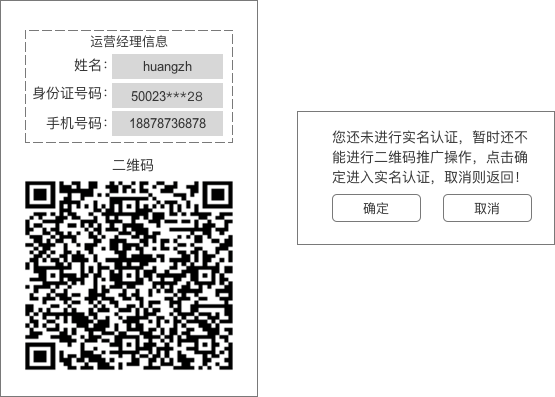 运营经理信息
姓名：
huangzh
身份证号码：
50023***28
手机号码：
18878736878
二维码
您还未进行实名认证，暂时还不
能进行二维码推广操作，点击确
定进入实名认证，取消则返回！
确定
取消